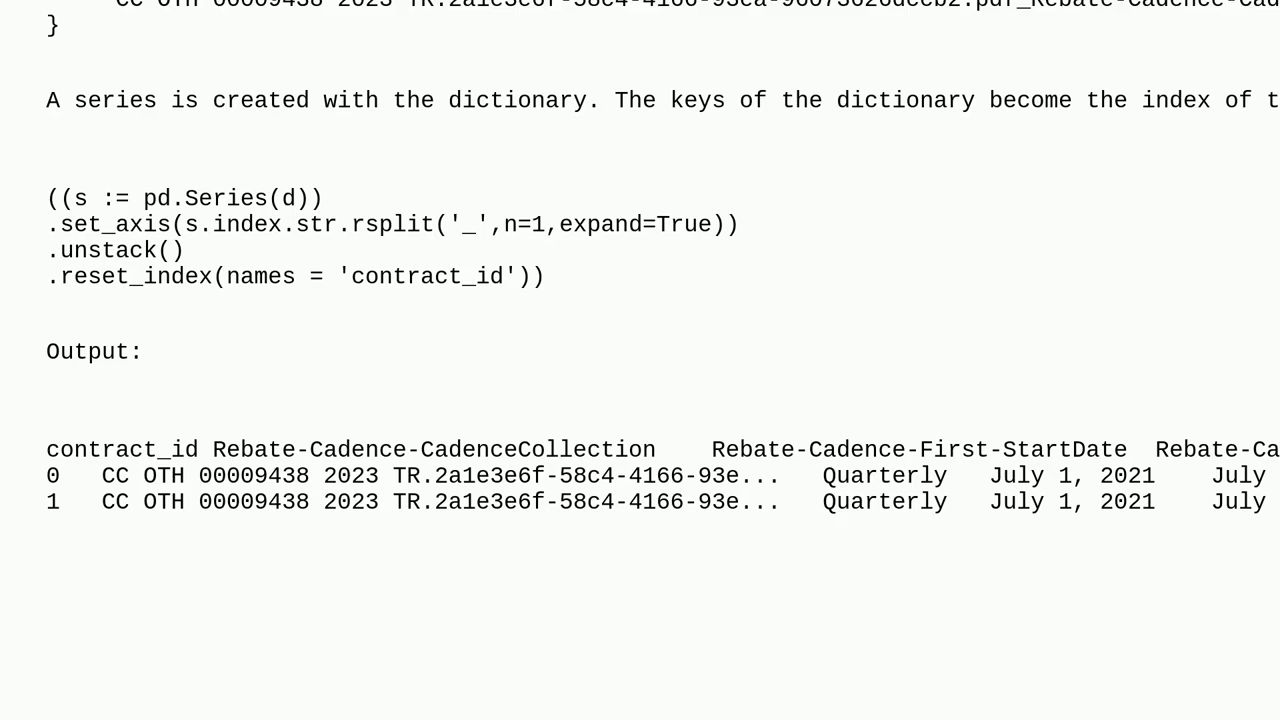 }
A series is created with the dictionary. The keys of the dictionary become the index of t
((s := pd.Series(d))
.set_axis(s.index.str.rsplit('_',n=1,expand=True))
.unstack()
.reset_index(names = 'contract_id'))
Output:
contract_id Rebate-Cadence-CadenceCollection    Rebate-Cadence-First-StartDate  Rebate-Ca
0   CC OTH 00009438 2023 TR.2a1e3e6f-58c4-4166-93e...   Quarterly   July 1, 2021    July
1   CC OTH 00009438 2023 TR.2a1e3e6f-58c4-4166-93e...   Quarterly   July 1, 2021    July